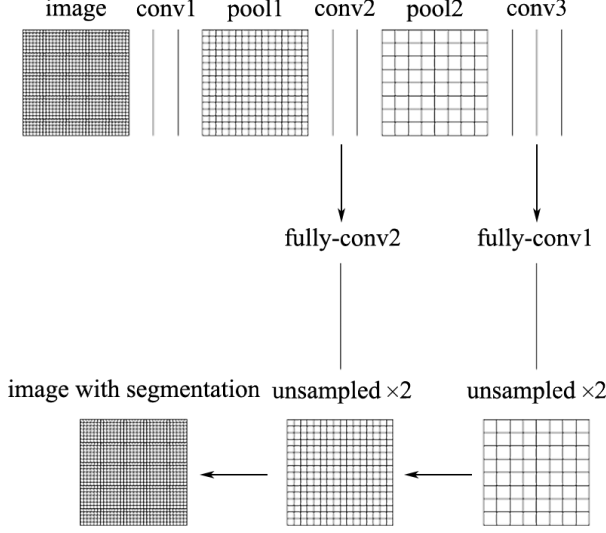 image conv1 pool1 conv2 pool2 conv3
fully-conv2 fully-conv1
image with segmentation unsampled ×2 unsampled ×2